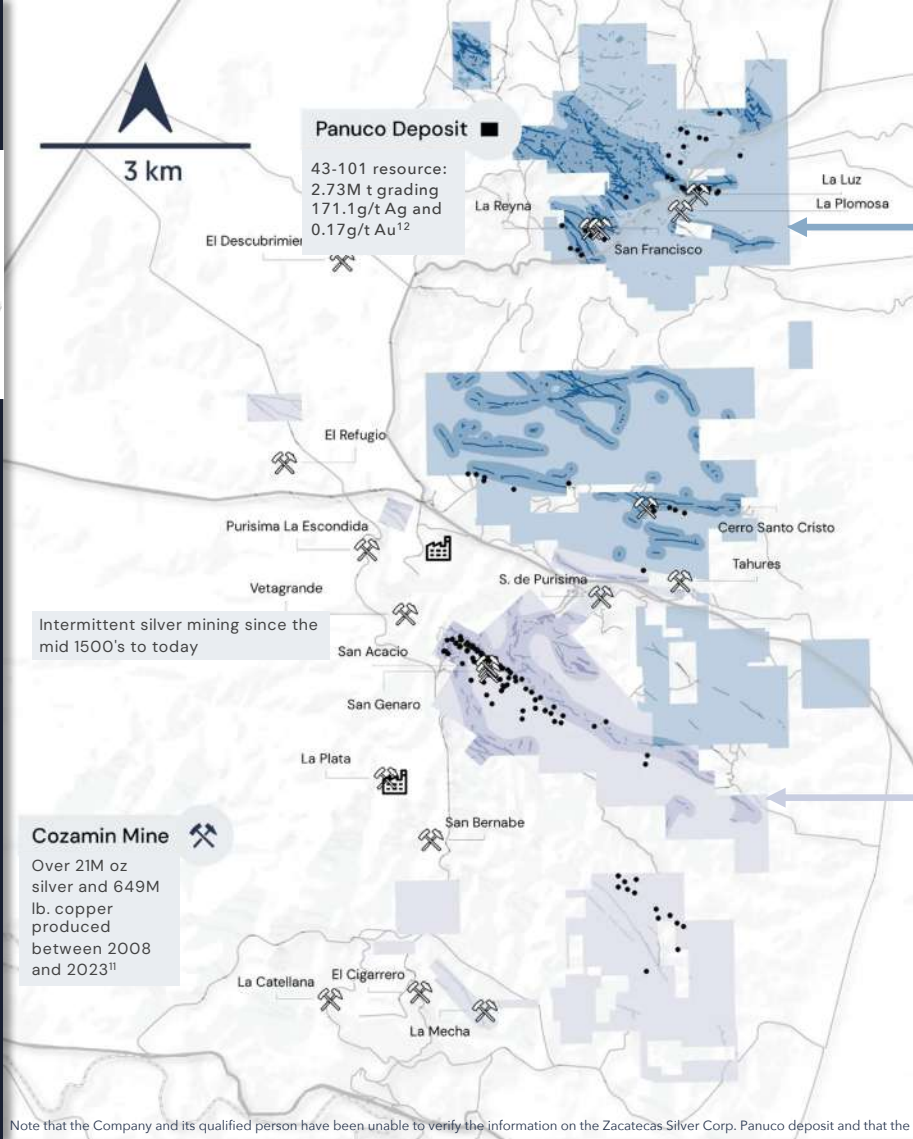 3 km
Panuco Deposit
43-101 resource:
2.73M t grading
171.1g/t Ag and
0.17g/t Au¹²
La Luz
La Plomosa
La Reyna
San Francisco
El Descubrimien
El Refugio
Purisima La Escondida
Cerro Santo Cristo
Tahures
S. de Purisima
Vetagrande
Intermittent silver mining since the
mid 1500's to today
San Acacio
San Genaro
La Plata
San Bernabe
Cozamin Mine
Over 21M oz
silver and 649M
lb. copper
produced
between 2008
and 2023¹¹
La Catellana
El Cigarrero
La Mecha
Note that the Company and its qualified person have been unable to verify the information on the Zacatecas Silver Corp. Panuco deposit and that the